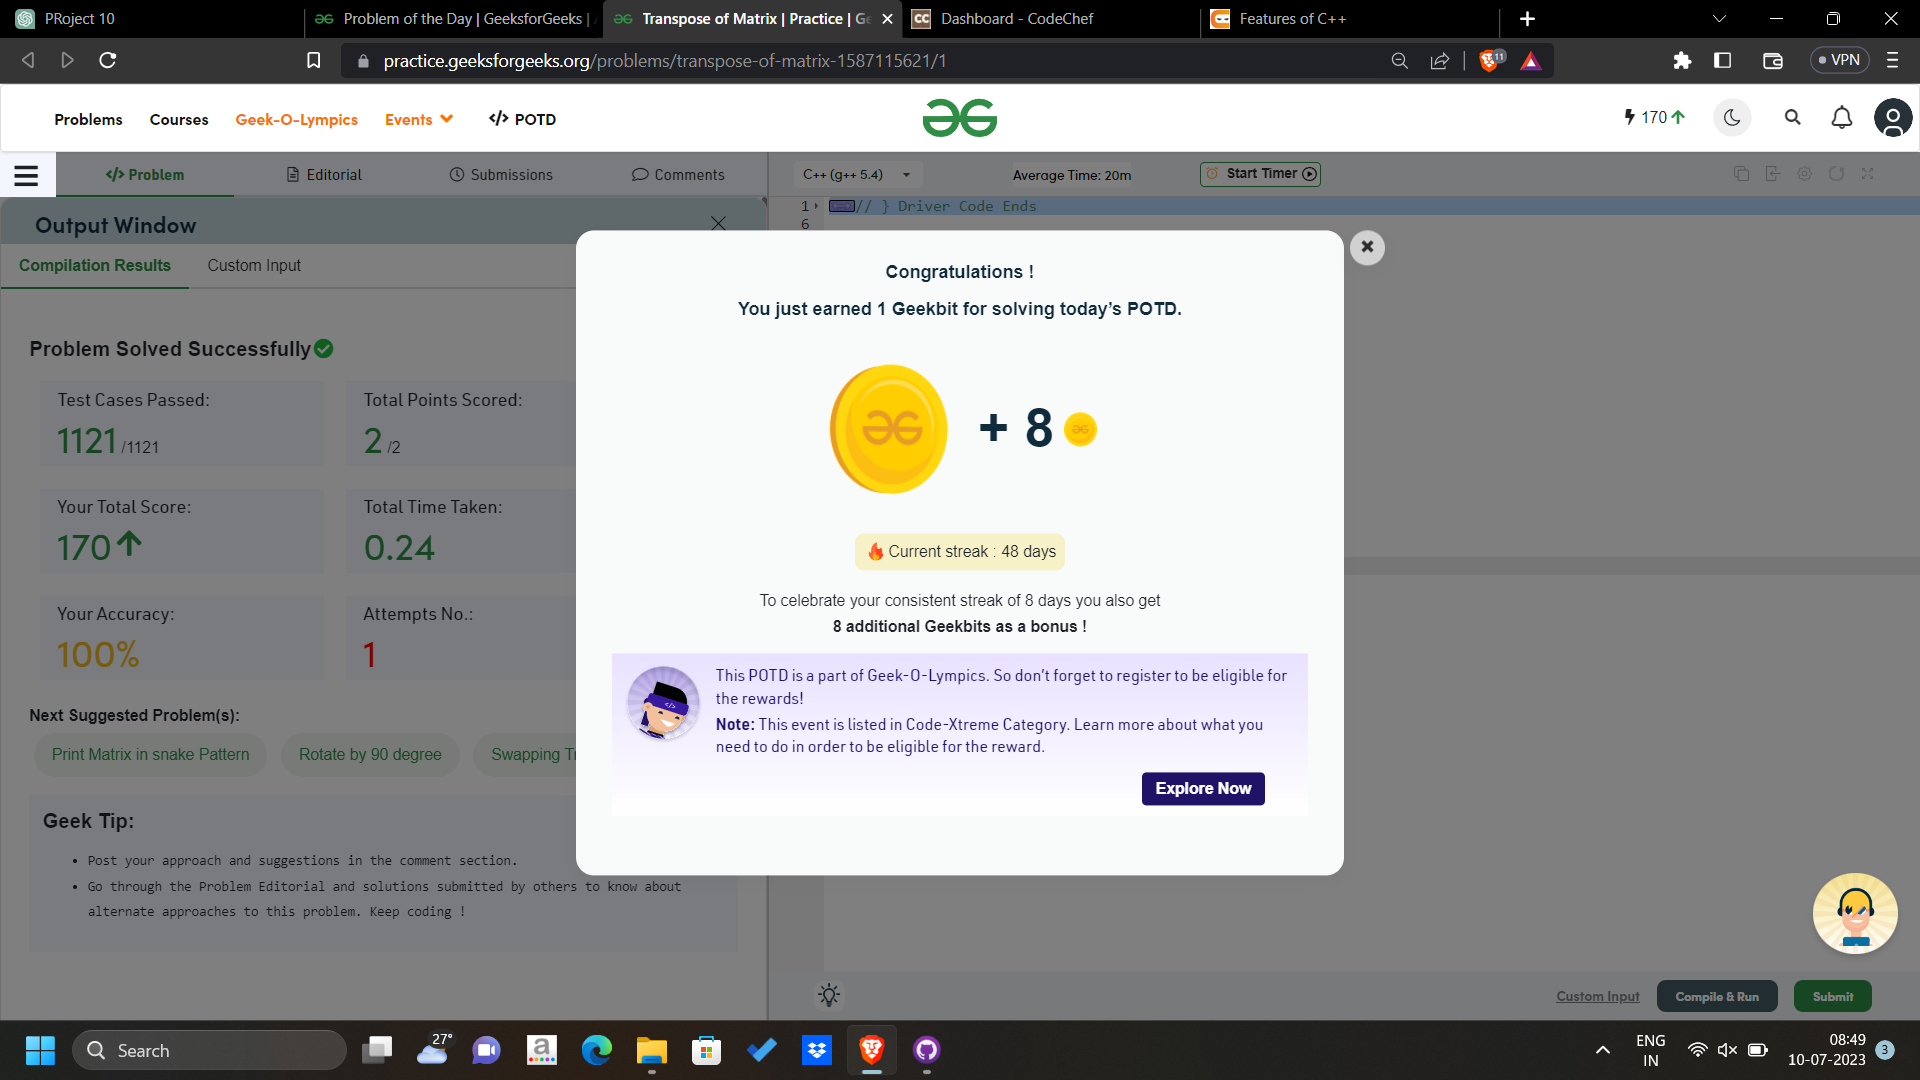 PRoject 10
Problem of the Day | GeeksforGeeks |
Transpose of Matrix | Practice | Ge
CC
Dashboard - CodeChef
Features of C++
practice.geeksforgeeks.org/problems/transpose-of-matrix-1587115621/1
11
VPN
Problems
Courses
Geek-O-Lympics
Events
</> POTD
170
</> Problem
Editorial
Submissions
Comments
C++ (g++ 5.4)
Average Time: 20m
Start Timer
1
// } Driver Code Ends
6
Output Window
Compilation Results
Custom Input
Problem Solved Successfully
Test Cases Passed:
1121 /1121
Total Points Scored:
2 /2
Your Total Score:
170
Total Time Taken:
0.24
Your Accuracy:
100%
Attempts No.:
1
Next Suggested Problem(s):
Print Matrix in snake Pattern
Rotate by 90 degree
Swapping Tr
Geek Tip:
• Post your approach and suggestions in the comment section.
• Go through the Problem Editorial and solutions submitted by others to know about
alternate approaches to this problem. Keep coding !
Congratulations !
You just earned 1 Geekbit for solving today’s POTD.
+ 8
Current streak : 48 days
To celebrate your consistent streak of 8 days you also get
8 additional Geekbits as a bonus !
This POTD is a part of Geek-O-Lympics. So don’t forget to register to be eligible for
the rewards!
Note: This event is listed in Code-Xtreme Category. Learn more about what you
need to do in order to be eligible for the reward.
Explore Now
Custom Input
Compile & Run
Submit
Search
27°
a
ENG
IN
08:49
10-07-2023
3